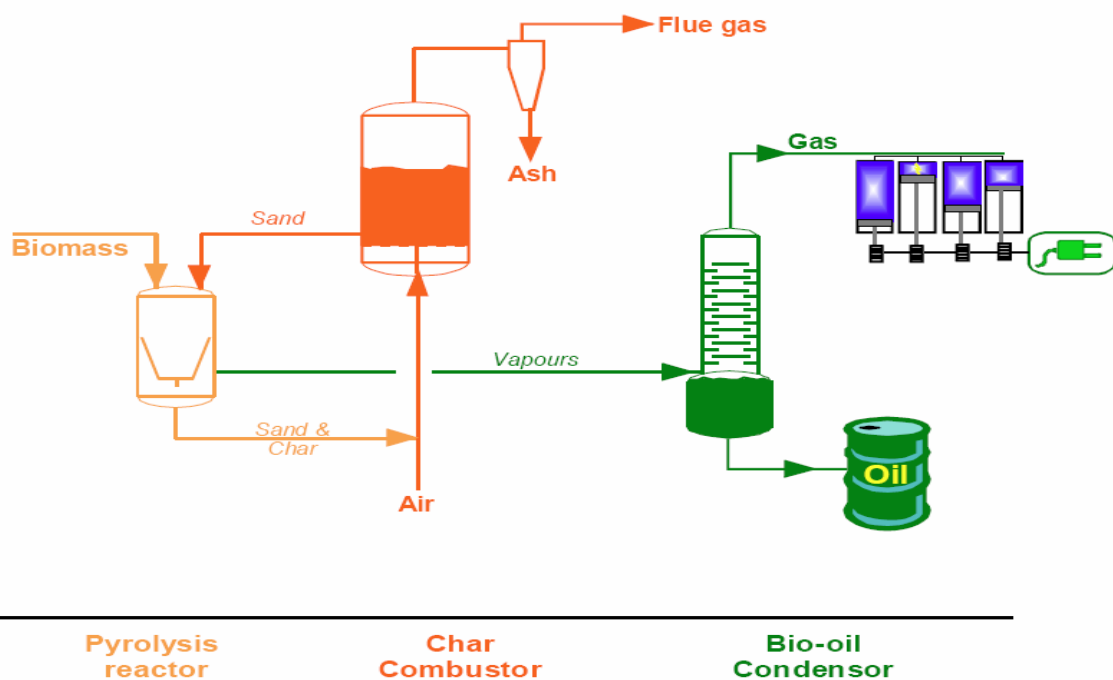 Flue gas
Ash
Gas
Sand
Biomass
Vapours
Sand &
Char
Oil
Air
Pyrolysis
reactor
Char
Combustor
Bio-oil
Condensor